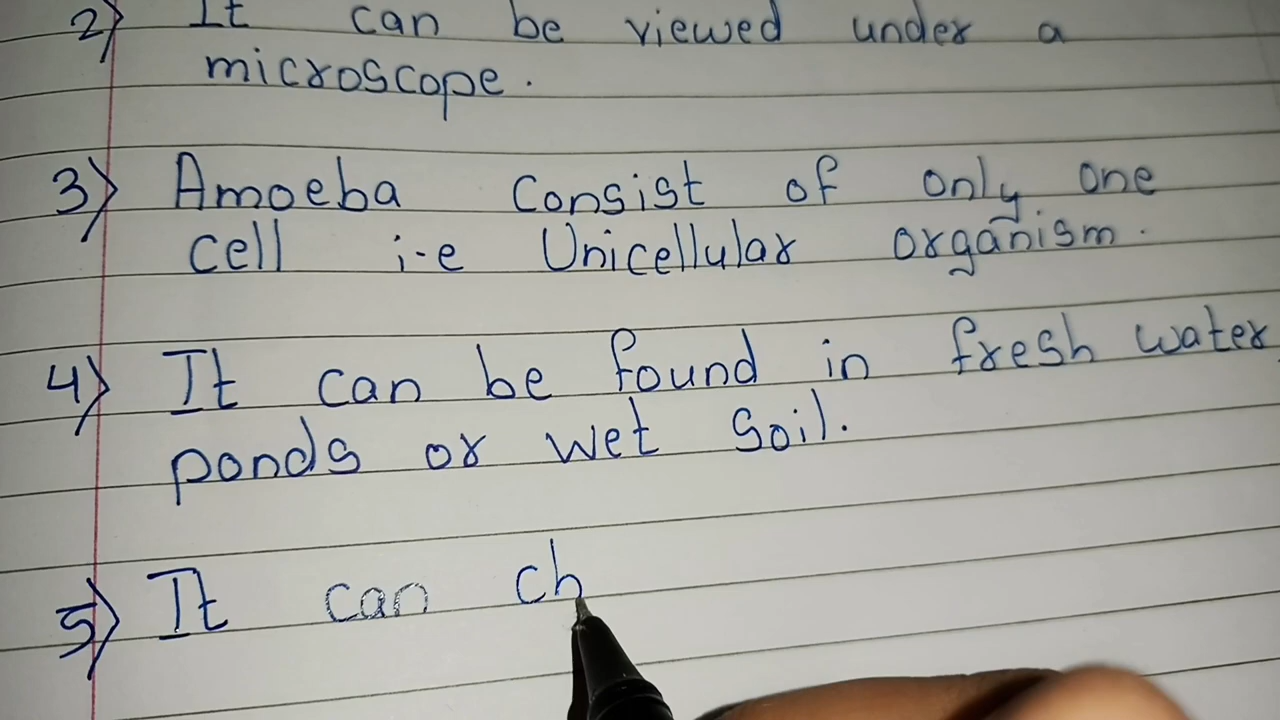 2) It can be viewed under a
microscope.
3) Amoeba Consist of only one
cell i-e Unicellular organism.
4) It can be found in fresh water
ponds or wet Soil.
5) It can ch